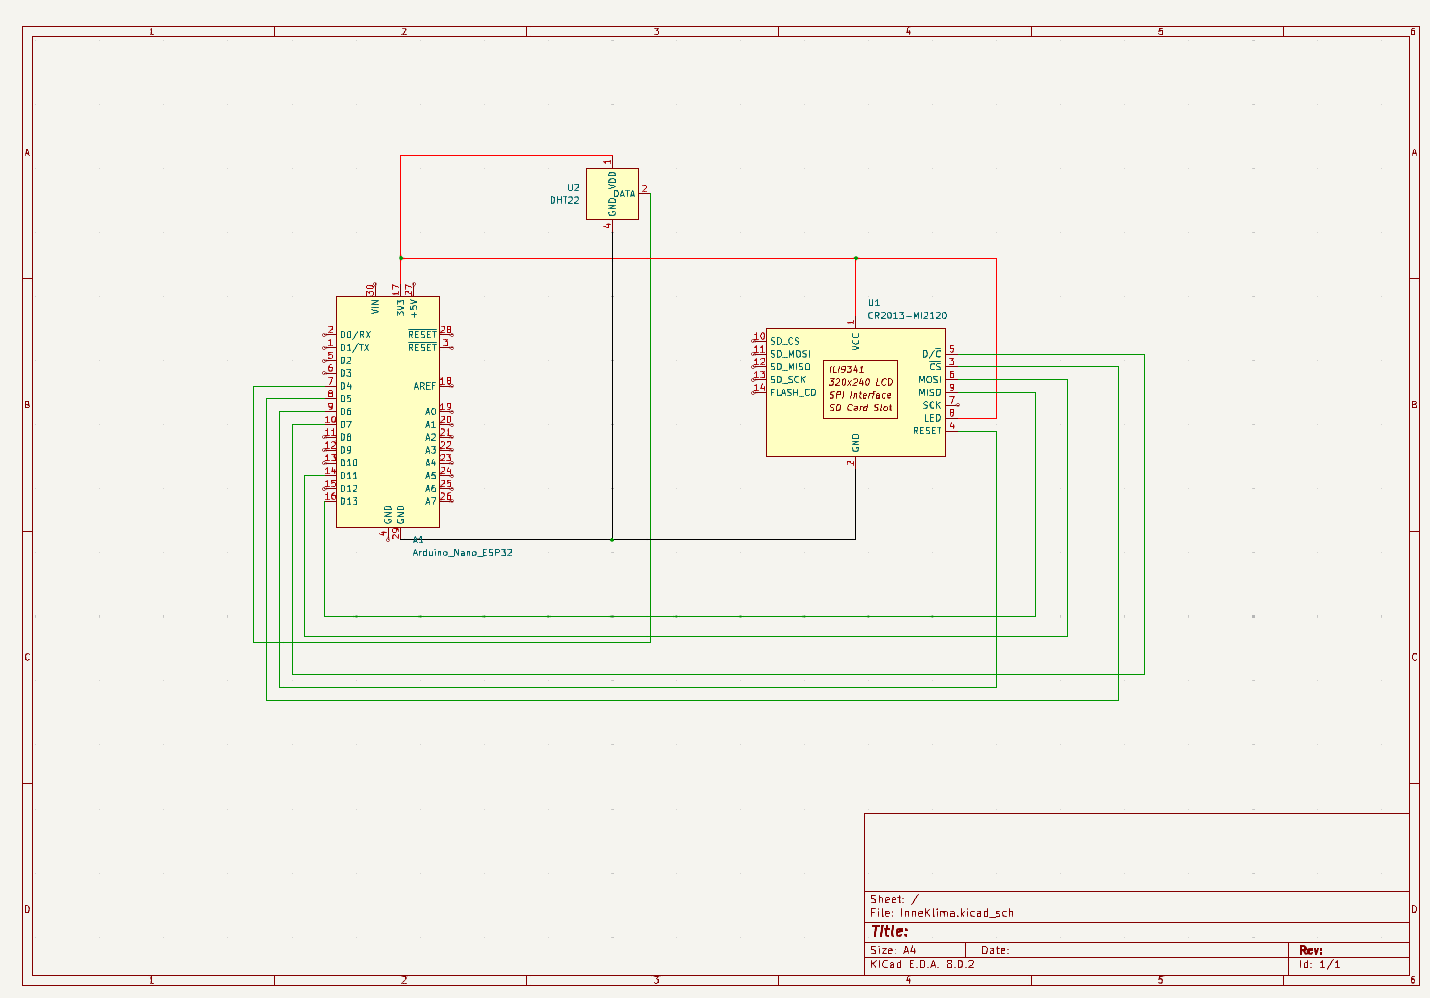 1 2 3 4 5 6
A A
B B
C C
D D
U2
DHT22
1
VDD
DATA
2
GND
4
30 17 27
VIN 3V3 +5V
2 D0/RX RESET 28
1 D1/TX RESET 3
5 D2
6 D3
7 D4 AREF 18
8 D5
9 D6 A0 19
10 D7 A1 20
11 D8 A2 21
12 D9 A3 22
13 D10 A4 23
14 D11 A5 24
15 D12 A6 25
16 D13 A7 26
GND GND
4 29
A1
Arduino_Nano_ESP32
U1
CR2013-MI2120
1
VCC
10 SD_CS
11 SD_MOSI
12 SD_MISO
13 SD_SCK
14 FLASH_CD
ILI9341
320x240 LCD
SPI Interface
SD Card Slot
D/C 5
CS 3
MOSI 6
MISO 9
SCK 7
LED 8
RESET 4
GND
2
Sheet: /
File: InneKlima.kicad_sch
Title:
Size: A4 Date: Rev:
KiCad E.D.A. 8.0.2 Id: 1/1
1 2 3 4 5 6